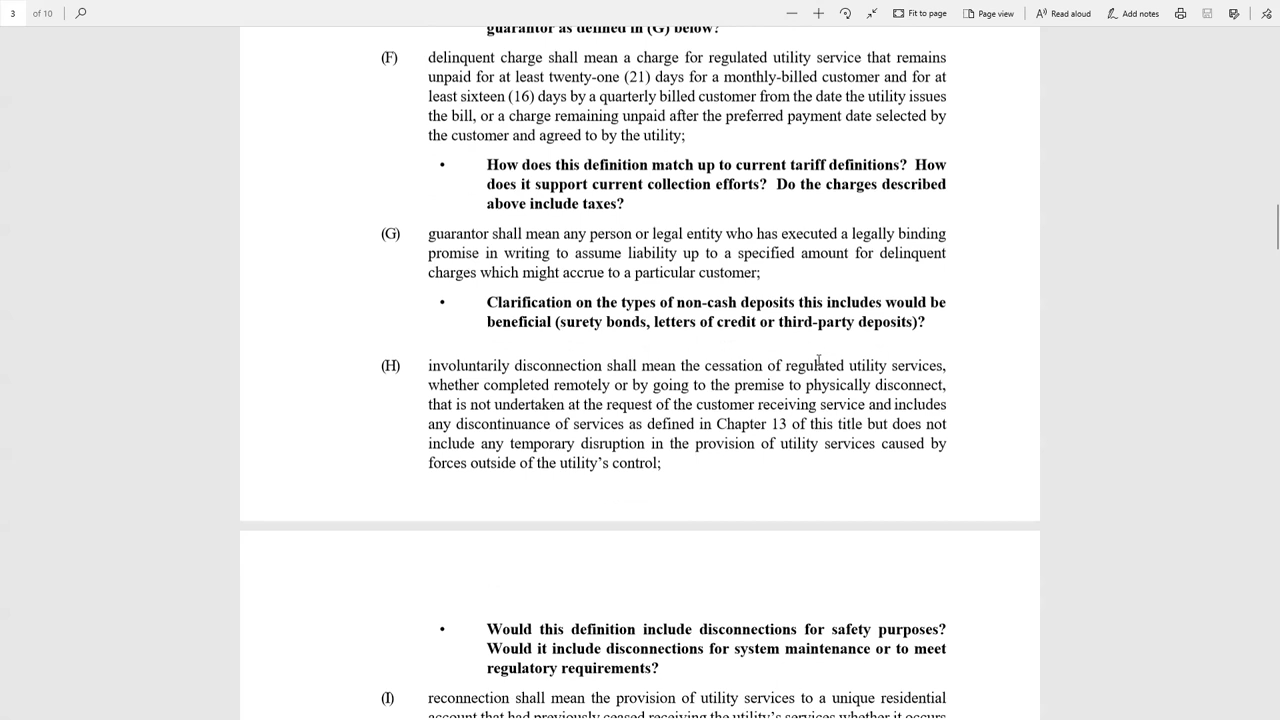 3 of 10 Fit to page Page view Read aloud Add notes
guarantor as defined in (G) below?
(F) delinquent charge shall mean a charge for regulated utility service that remains
unpaid for at least twenty-one (21) days for a monthly-billed customer and for at
least sixteen (16) days by a quarterly billed customer from the date the utility issues
the bill, or a charge remaining unpaid after the preferred payment date selected by
the customer and agreed to by the utility;
• How does this definition match up to current tariff definitions? How
does it support current collection efforts? Do the charges described
above include taxes?
(G) guarantor shall mean any person or legal entity who has executed a legally binding
promise in writing to assume liability up to a specified amount for delinquent
charges which might accrue to a particular customer;
• Clarification on the types of non-cash deposits this includes would be
beneficial (surety bonds, letters of credit or third-party deposits)?
(H) involuntarily disconnection shall mean the cessation of regulated utility services,
whether completed remotely or by going to the premise to physically disconnect,
that is not undertaken at the request of the customer receiving service and includes
any discontinuance of services as defined in Chapter 13 of this title but does not
include any temporary disruption in the provision of utility services caused by
forces outside of the utility's control;
• Would this definition include disconnections for safety purposes?
Would it include disconnections for system maintenance or to meet
regulatory requirements?
(I) reconnection shall mean the provision of utility services to a unique residential
account that had previously ceased receiving the utility's services whether it occurs